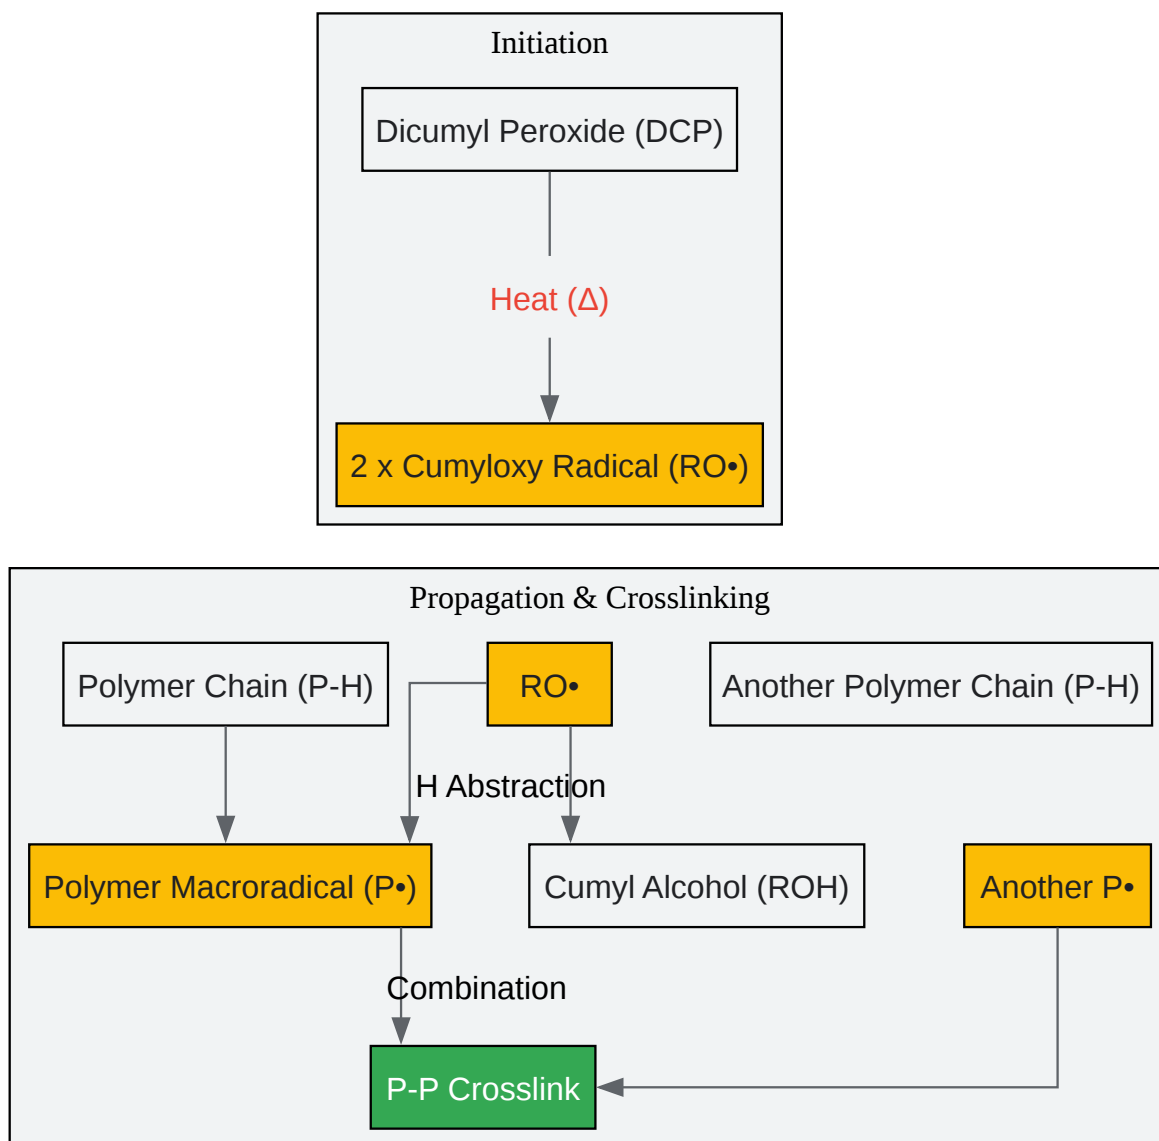 Initiation
Dicumyl Peroxide (DCP)
Heat (Δ)
2 x Cumyloxy Radical (RO•)
Propagation & Crosslinking
Polymer Chain (P-H)
RO•
Another Polymer Chain (P-H)
H Abstraction
Polymer Macroradical (P•)
Cumyl Alcohol (ROH)
Another P•
Combination
P-P Crosslink